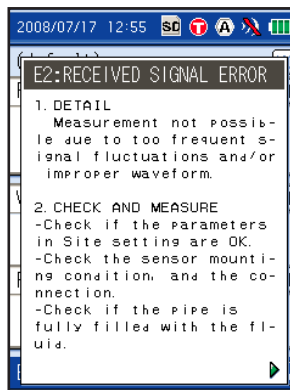 2008/07/17 12:55 SD T A
E2:RECEIVED SIGNAL ERROR
1. DETAIL
Measurement not possib-
le due to too frequent s-
ignal fluctuations and/or
improper waveform.
2. CHECK AND MEASURE
-Check if the parameters
in Site setting are OK.
-Check the sensor mounti-
ng condition, and the co-
nnection.
-Check if the pipe is
fully filled with the fl-
uid.